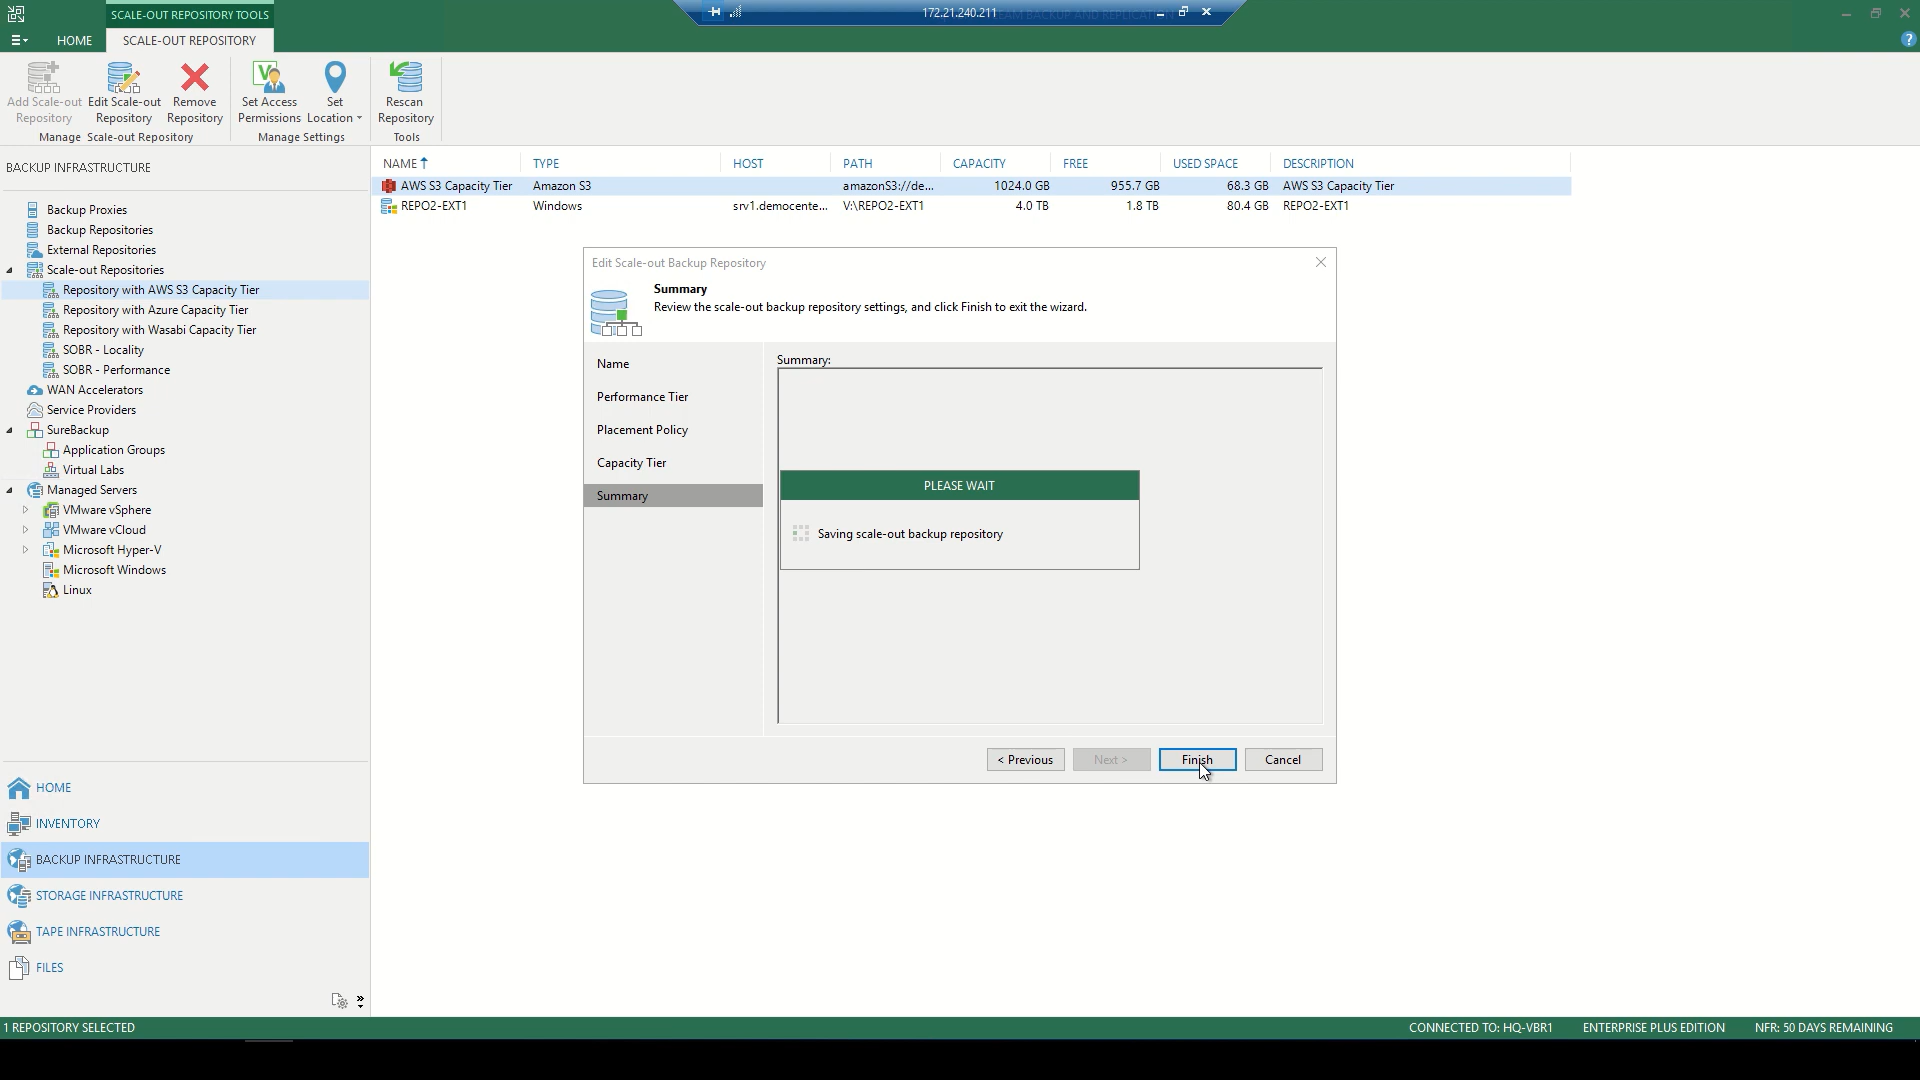 SCALE-OUT REPOSITORY TOOLS
172.21.240.211
HOME
SCALE-OUT REPOSITORY
?
Add Scale-out Repository
Edit Scale-out Repository
Remove Repository
Set Access Permissions
Set Location
Rescan Repository
Manage Scale-out Repository
Manage Settings
Tools
BACKUP INFRASTRUCTURE
Backup Proxies
Backup Repositories
External Repositories
Scale-out Repositories
Repository with AWS S3 Capacity Tier
Repository with Azure Capacity Tier
Repository with Wasabi Capacity Tier
SOBR - Locality
SOBR - Performance
WAN Accelerators
Service Providers
SureBackup
Application Groups
Virtual Labs
Managed Servers
VMware vSphere
VMware vCloud
Microsoft Hyper-V
Microsoft Windows
Linux
HOME
INVENTORY
BACKUP INFRASTRUCTURE
STORAGE INFRASTRUCTURE
TAPE INFRASTRUCTURE
FILES
NAME TYPE HOST PATH CAPACITY FREE USED SPACE DESCRIPTION
AWS S3 Capacity Tier Amazon S3 amazonS3://de... 1024.0 GB 955.7 GB 68.3 GB AWS S3 Capacity Tier
REPO2-EXT1 Windows srv1.democente... V:\REPO2-EXT1 4.0 TB 1.8 TB 80.4 GB REPO2-EXT1
Edit Scale-out Backup Repository
Summary
Review the scale-out backup repository settings, and click Finish to exit the wizard.
Name
Performance Tier
Placement Policy
Capacity Tier
Summary
Summary:
PLEASE WAIT
Saving scale-out backup repository
< Previous
Next >
Finish
Cancel
1 REPOSITORY SELECTED
CONNECTED TO: HQ-VBR1
ENTERPRISE PLUS EDITION
NFR: 50 DAYS REMAINING